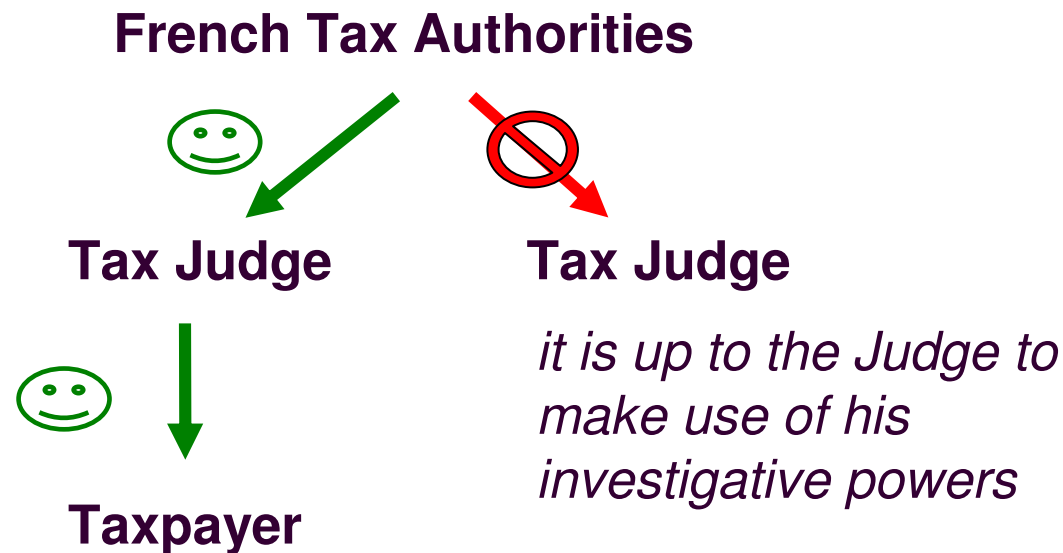 French Tax Authorities
Tax Judge
Tax Judge
it is up to the Judge to
make use of his
investigative powers
Taxpayer